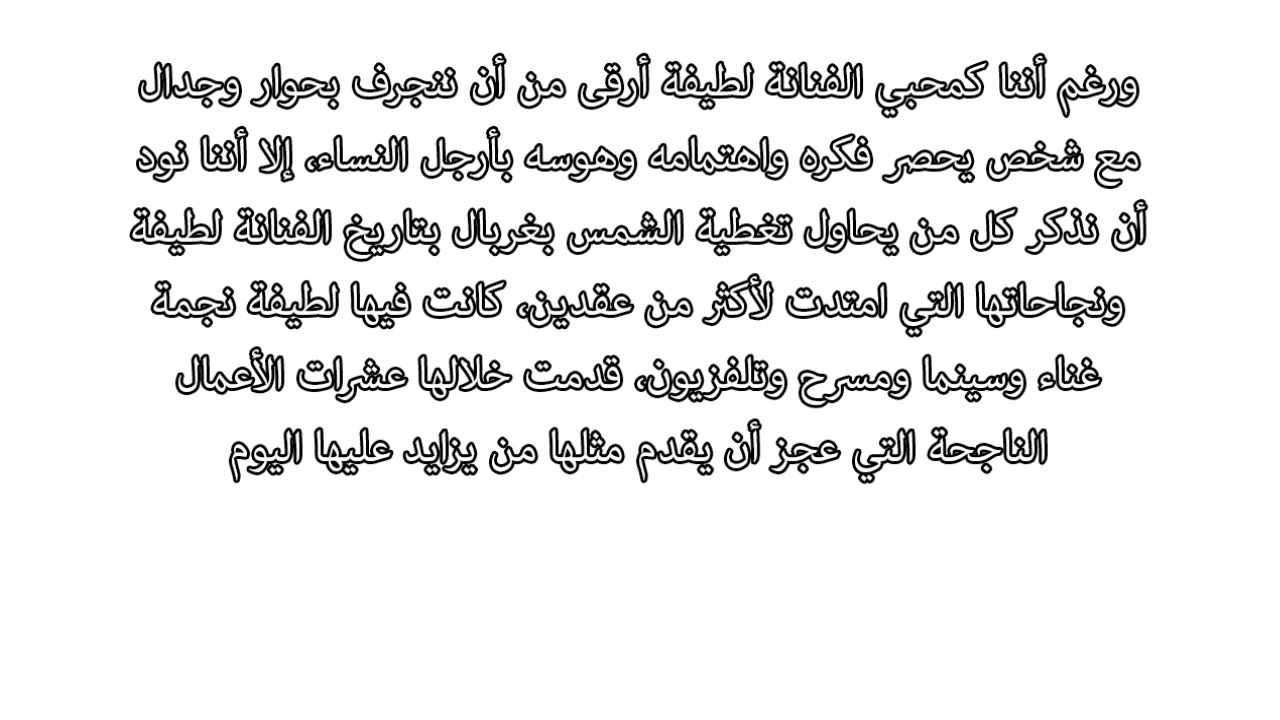 ورغم أننا كمحبي الفنانة لطيفة أرقى من أن ننجرف بحوار وجدال
مع شخص يحصر فكره واهتمامه وهوسه بأرجل النساء، إلا أننا نود
أن نذكر كل من يحاول تغطية الشمس بغربال بتاريخ الفنانة لطيفة
ونجاحاتها التي امتدت لأكثر من عقدين، كانت فيها لطيفة نجمة
غناء وسينما ومسرح وتلفزيون، قدمت خلالها عشرات الأعمال
الناجحة التي عجز أن يقدم مثلها من يزايد عليها اليوم